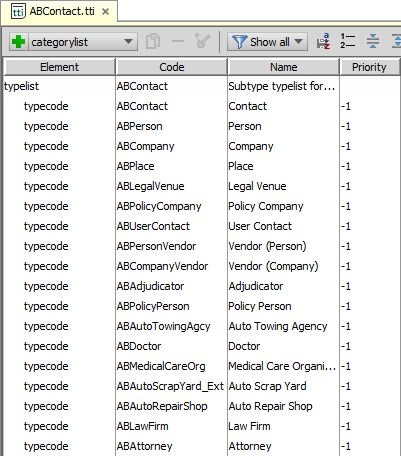 tti ABContact.tti ×
categorylist Show all
Element Code Name Priority
typelist ABContact Subtype typelist for...
typecode ABContact Contact -1
typecode ABPerson Person -1
typecode ABCompany Company -1
typecode ABPlace Place -1
typecode ABLegalVenue Legal Venue -1
typecode ABPolicyCompany Policy Company -1
typecode ABUserContact User Contact -1
typecode ABPersonVendor Vendor (Person) -1
typecode ABCompanyVendor Vendor (Company) -1
typecode ABAdjudicator Adjudicator -1
typecode ABPolicyPerson Policy Person -1
typecode ABAutoTowingAgcy Auto Towing Agency -1
typecode ABDoctor Doctor -1
typecode ABMedicalCareOrg Medical Care Organi... -1
typecode ABAutoScrapYard_Ext Auto Scrap Yard -1
typecode ABAutoRepairShop Auto Repair Shop -1
typecode ABLawFirm Law Firm -1
typecode ABAttorney Attorney -1